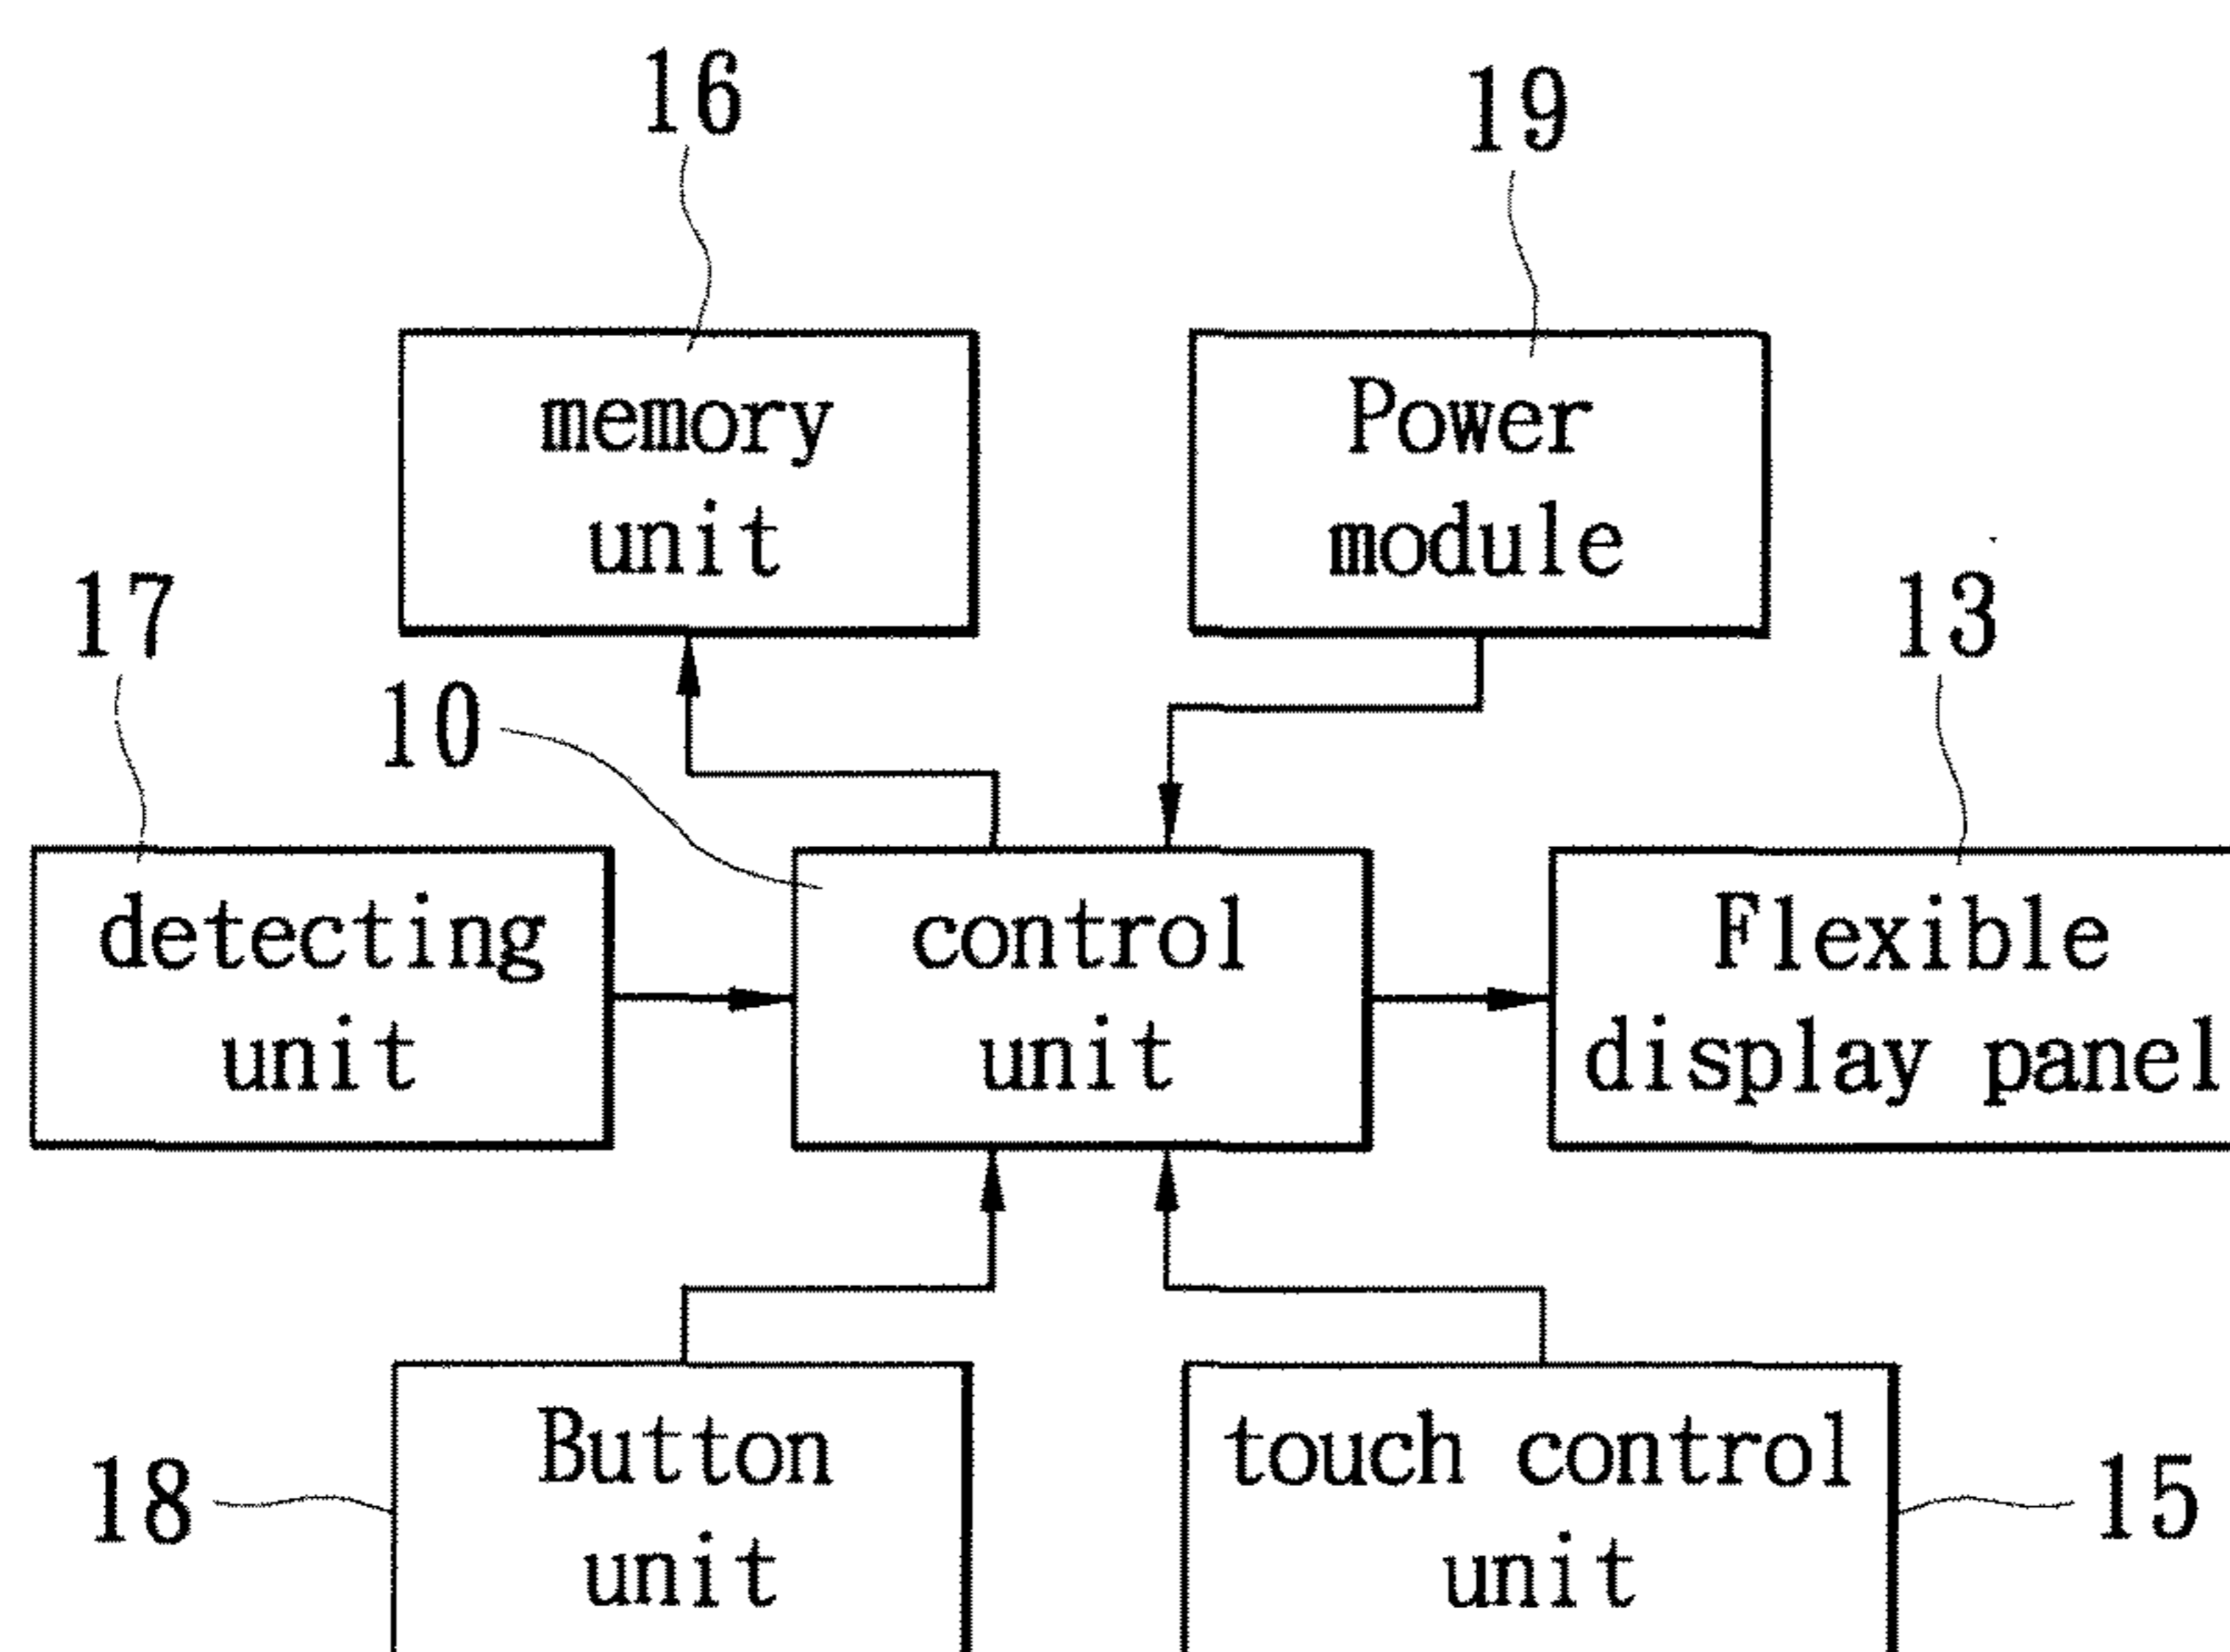 16
19
memory
unit
Power
module
17
10
13
detecting
unit
control
unit
Flexible
display panel
18
Button
unit
touch control
unit
15